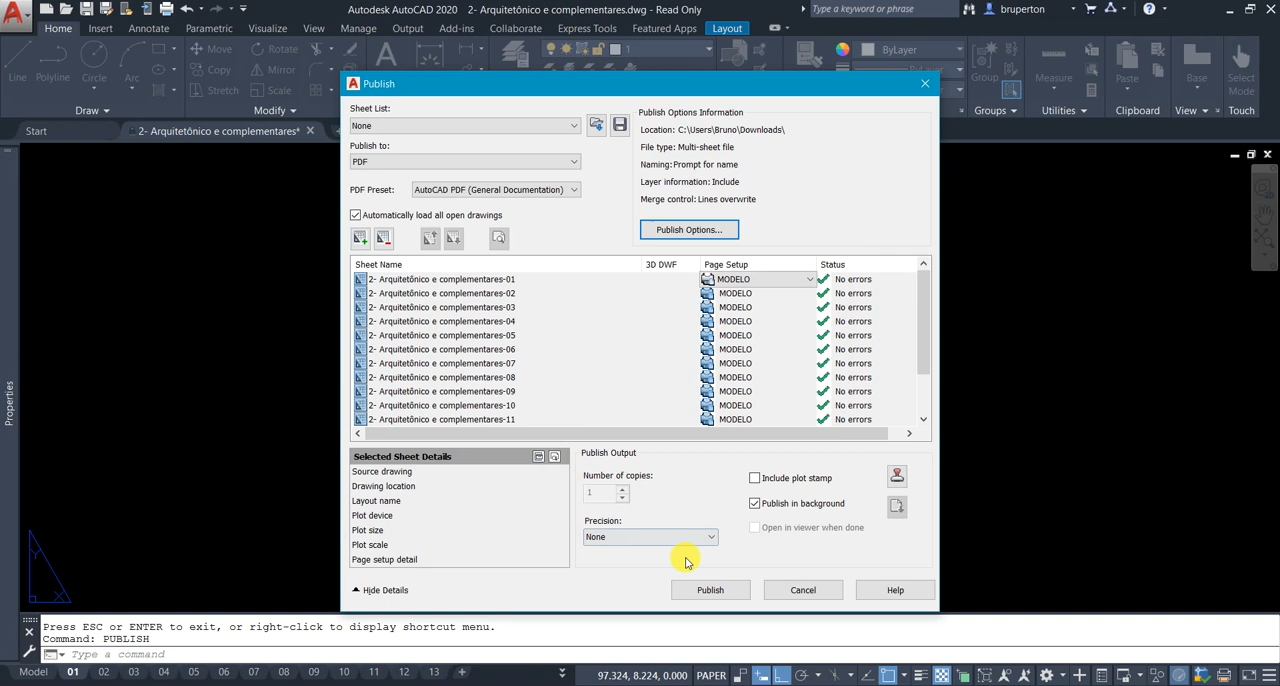 Autodesk AutoCAD 2020 2- Arquitetônico e complementares.dwg - Read Only
Type a keyword or phrase
bruperton
Home Insert Annotate Parametric Visualize View Manage Output Add-ins Collaborate Express Tools Featured Apps Layout
Line Polyline Circle Arc
Move Rotate
Copy Mirror
Stretch Scale
1
ByLayer
Group Measure Paste Base Select Mode
Draw Modify Groups Utilities Clipboard View Touch
Start 2- Arquitetônico e complementares*
Properties
Publish
Sheet List:
None
Publish to:
PDF
PDF Preset: AutoCAD PDF (General Documentation)
Automatically load all open drawings
Publish Options Information
Location: C:\Users\Bruno\Downloads\
File type: Multi-sheet file
Naming: Prompt for name
Layer information: Include
Merge control: Lines overwrite
Publish Options...
Sheet Name 3D DWF Page Setup Status
2- Arquitetônico e complementares-01 MODELO No errors
2- Arquitetônico e complementares-02 MODELO No errors
2- Arquitetônico e complementares-03 MODELO No errors
2- Arquitetônico e complementares-04 MODELO No errors
2- Arquitetônico e complementares-05 MODELO No errors
2- Arquitetônico e complementares-06 MODELO No errors
2- Arquitetônico e complementares-07 MODELO No errors
2- Arquitetônico e complementares-08 MODELO No errors
2- Arquitetônico e complementares-09 MODELO No errors
2- Arquitetônico e complementares-10 MODELO No errors
2- Arquitetônico e complementares-11 MODELO No errors
Selected Sheet Details
Source drawing
Drawing location
Layout name
Plot device
Plot size
Plot scale
Page setup detail
Publish Output
Number of copies:
1
Precision:
None
Include plot stamp
Publish in background
Open in viewer when done
Hide Details
Publish Cancel Help
Y
X
Press ESC or ENTER to exit, or right-click to display shortcut menu.
Command: PUBLISH
Type a command
Model 01 02 03 04 05 06 07 08 09 10 11 12 13 +
97.324, 8.224, 0.000 PAPER